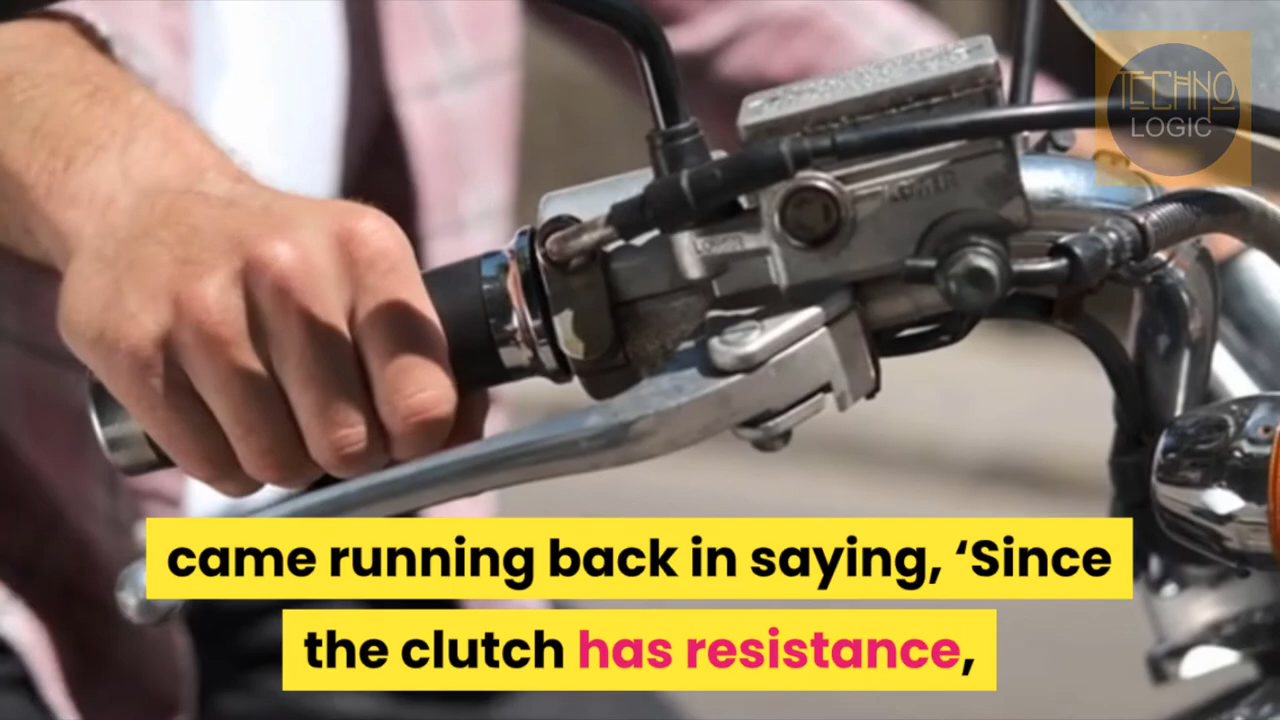 TECHNO
LOGIC
came running back in saying, ‘Since
the clutch has resistance,